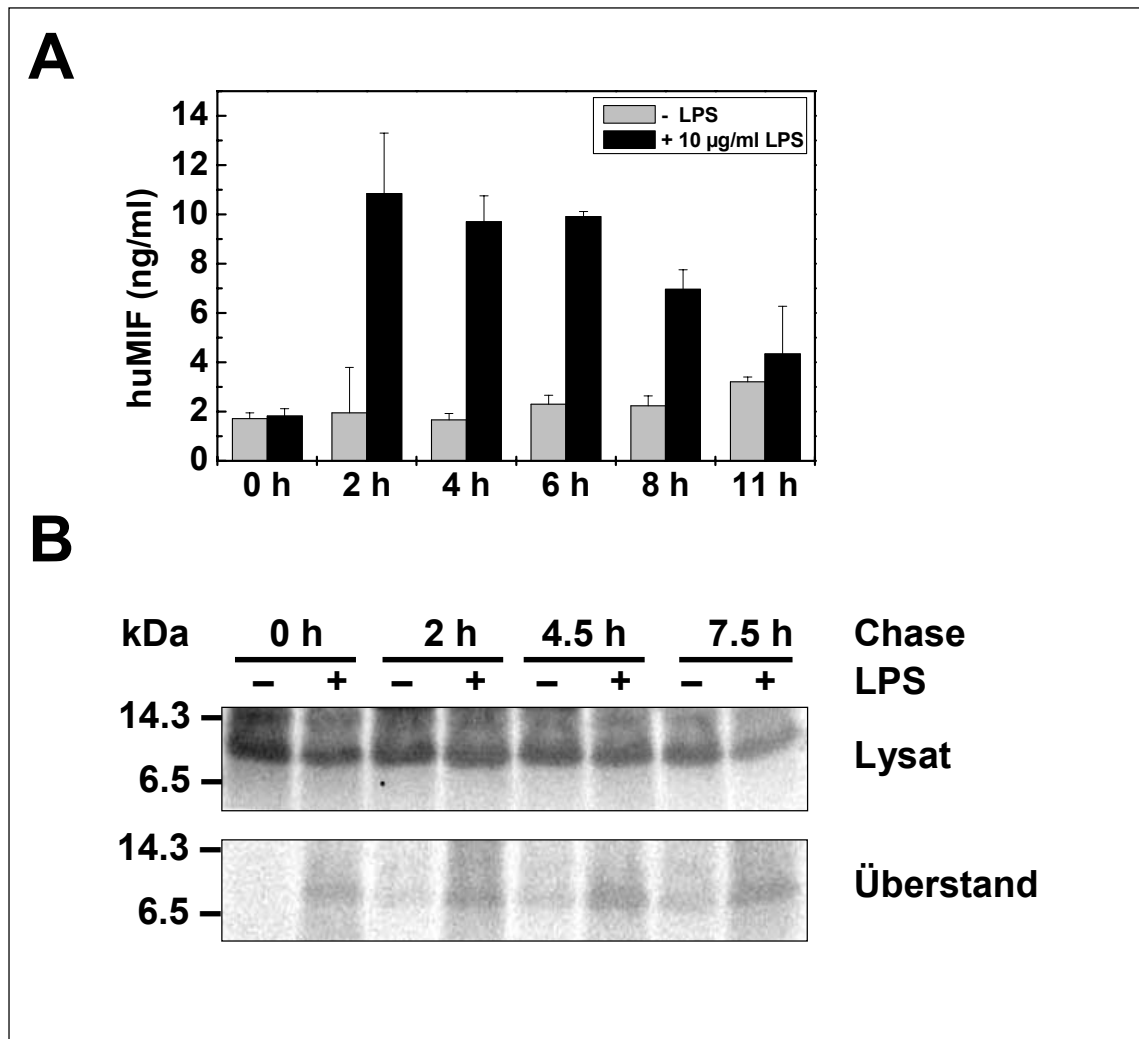 A
14
12
10
8
6
4
2
0
huMIF (ng/ml)
- LPS
+ 10 µg/ml LPS
0 h 2 h 4 h 6 h 8 h 11 h
B
kDa 0 h 2 h 4.5 h 7.5 h Chase
– + – + – + – + LPS
14.3
Lysat
6.5
14.3
Überstand
6.5